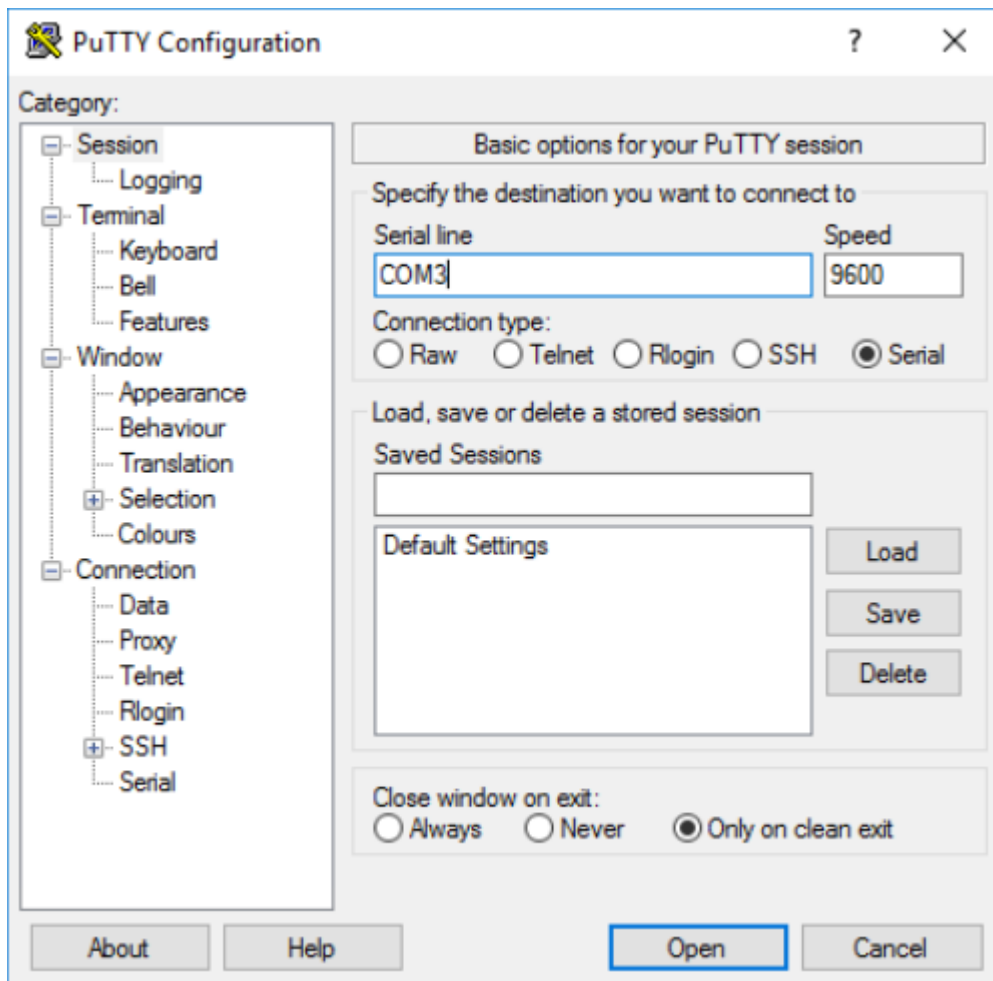 PuTTY Configuration
?
Category:
Session
Logging
Terminal
Keyboard
Bell
Features
Window
Appearance
Behaviour
Translation
Selection
Colours
Connection
Data
Proxy
Telnet
Rlogin
SSH
Serial
Basic options for your PuTTY session
Specify the destination you want to connect to
Serial line Speed
COM3 9600
Connection type:
Raw Telnet Rlogin SSH Serial
Load, save or delete a stored session
Saved Sessions
Default Settings
Load
Save
Delete
Close window on exit:
Always Never Only on clean exit
About Help Open Cancel